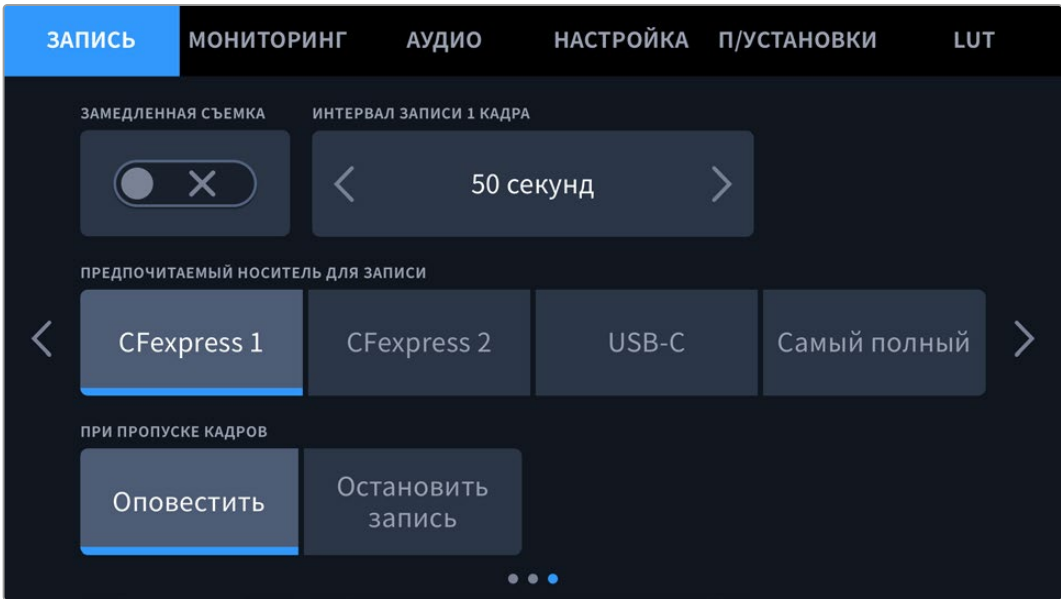 ЗАПИСЬ МОНИТОРИНГ АУДИО НАСТРОЙКА П/УСТАНОВКИ LUT
ЗАМЕДЛЕННАЯ СЪЕМКА ИНТЕРВАЛ ЗАПИСИ 1 КАДРА
50 секунд
ПРЕДПОЧИТАЕМЫЙ НОСИТЕЛЬ ДЛЯ ЗАПИСИ
CFexpress 1 CFexpress 2 USB-C Самый полный
ПРИ ПРОПУСКЕ КАДРОВ
Оповестить
Остановить
запись